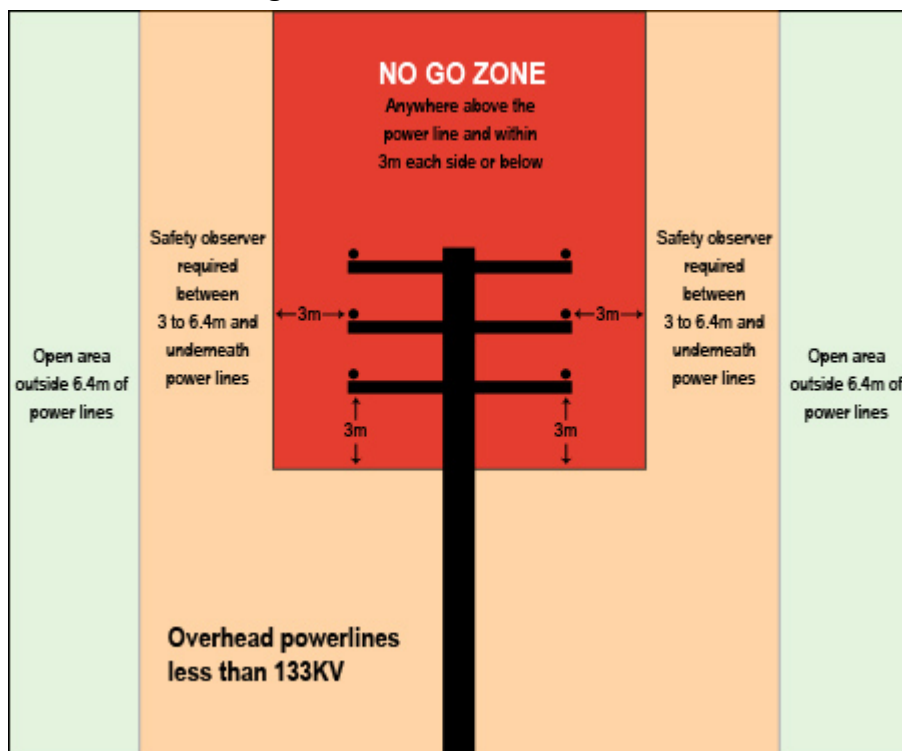 NO GO ZONE
Anywhere above the
power line and within
3m each side or below
Safety observer
required
between
3 to 6.4m and
underneath
power lines
Safety observer
required
between
3 to 6.4m and
underneath
power lines
←3m→
←3m→
Open area
outside 6.4m of
power lines
Open area
outside 6.4m of
power lines
3m
3m
Overhead powerlines
less than 133KV